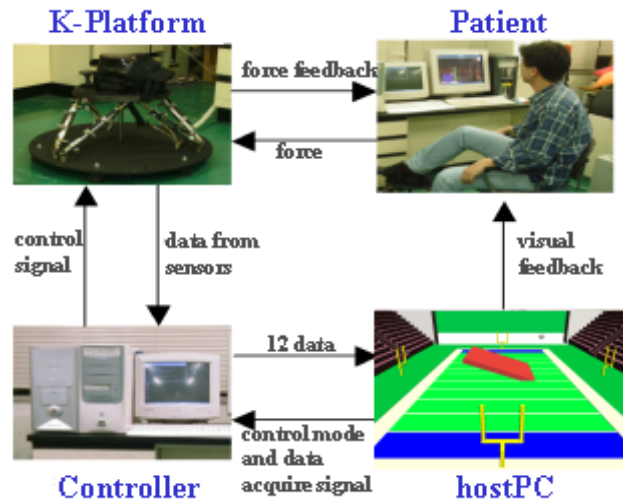 K-Platform
Patient
force feedback
force
control
signal
data from
sensors
visual
feedback
12 data
control mode
and data
acquire signal
Controller
hostPC